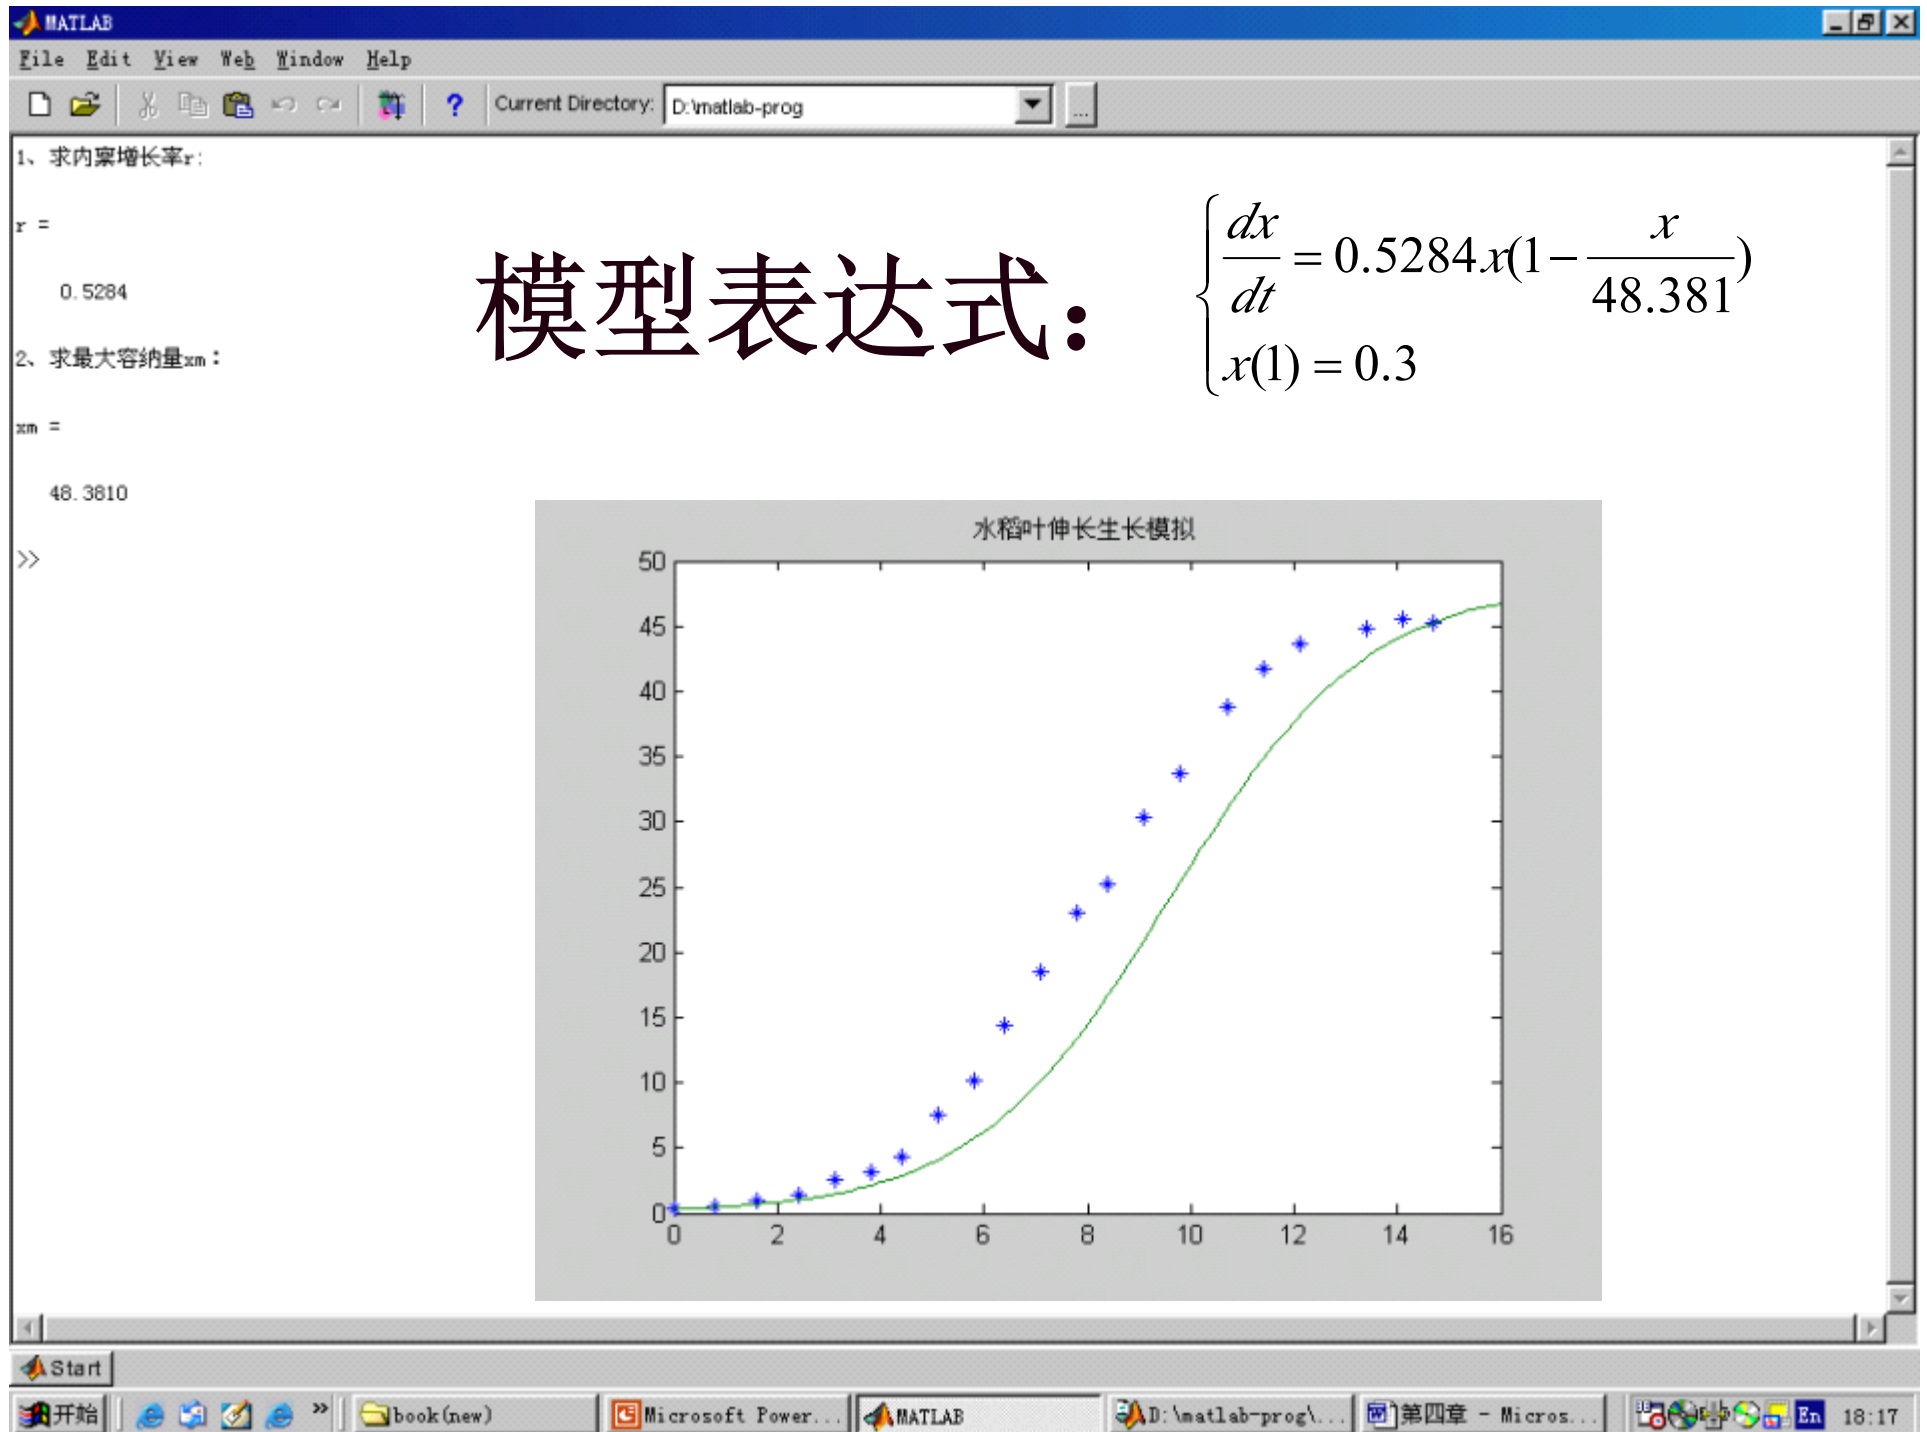 MATLAB
File Edit View Web Window Help
Current Directory: D:\matlab-prog ...
1、求内禀增长率r:
r =
0.5284
2、求最大容纳量xm：
xm =
48.3810
>>
模型表达式：
dx/dt = 0.5284x(1 − x/48.381)
x(1) = 0.3
水稻叶伸长生长模拟
50
45
40
35
30
25
20
15
10
5
0
0 2 4 6 8 10 12 14 16
Start
开始 » book(new) Microsoft Power... MATLAB D:\matlab-prog\... 第四章 - Micros... En 18:17